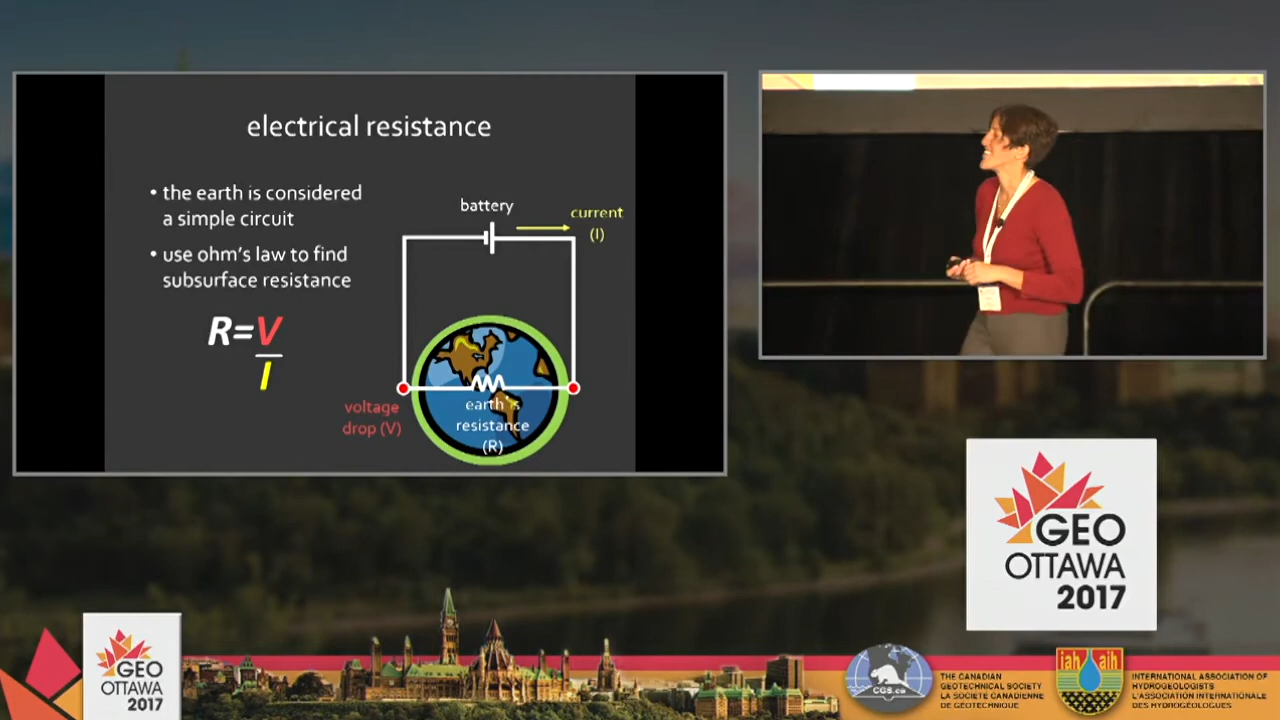 electrical resistance
• the earth is considered
a simple circuit
• use ohm's law to find
subsurface resistance
R=V
I
battery
current
(I)
voltage
drop (V)
earth's
resistance
(R)
GEO
OTTAWA
2017
GEO
OTTAWA
2017
CGS.ca
THE CANADIAN
GEOTECHNICAL SOCIETY
LA SOCIÉTÉ CANADIENNE
DE GÉOTECHNIQUE
iah aih
INTERNATIONAL ASSOCIATION OF
HYDROGEOLOGISTS
L'ASSOCIATION INTERNATIONALE
DES HYDROGÉOLOGUES